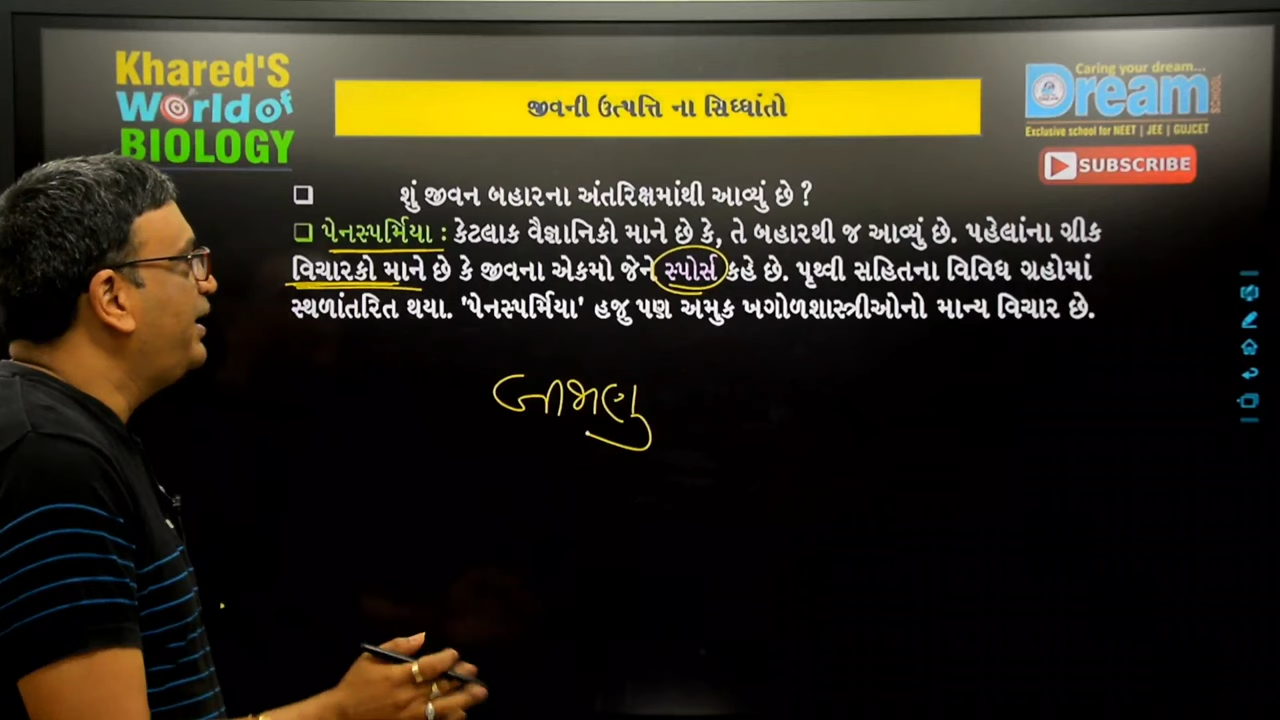 Khared'S
World of
BIOLOGY
જીવની ઉત્પત્તિ ના સિધ્ધાંતો
Caring your dream...
Dream
SCHOOL
Exclusive school for NEET | JEE | GUJCET
SUBSCRIBE
શું જીવન બહારના અંતરિક્ષમાંથી આવ્યું છે ?
પેનસ્પર્મિયા : કેટલાક વૈજ્ઞાનિકો માને છે કે, તે બહારથી જ આવ્યું છે. પહેલાંના ગ્રીક
વિચારકો માને છે કે જીવના એકમો જેને સ્પોર્સ કહે છે. પૃથ્વી સહિતના વિવિધ ગ્રહોમાં
સ્થળાંતરિત થયા. 'પેનસ્પર્મિયા' હજુ પણ અમુક ખગોળશાસ્ત્રીઓનો માન્ય વિચાર છે.
બીજાણુ